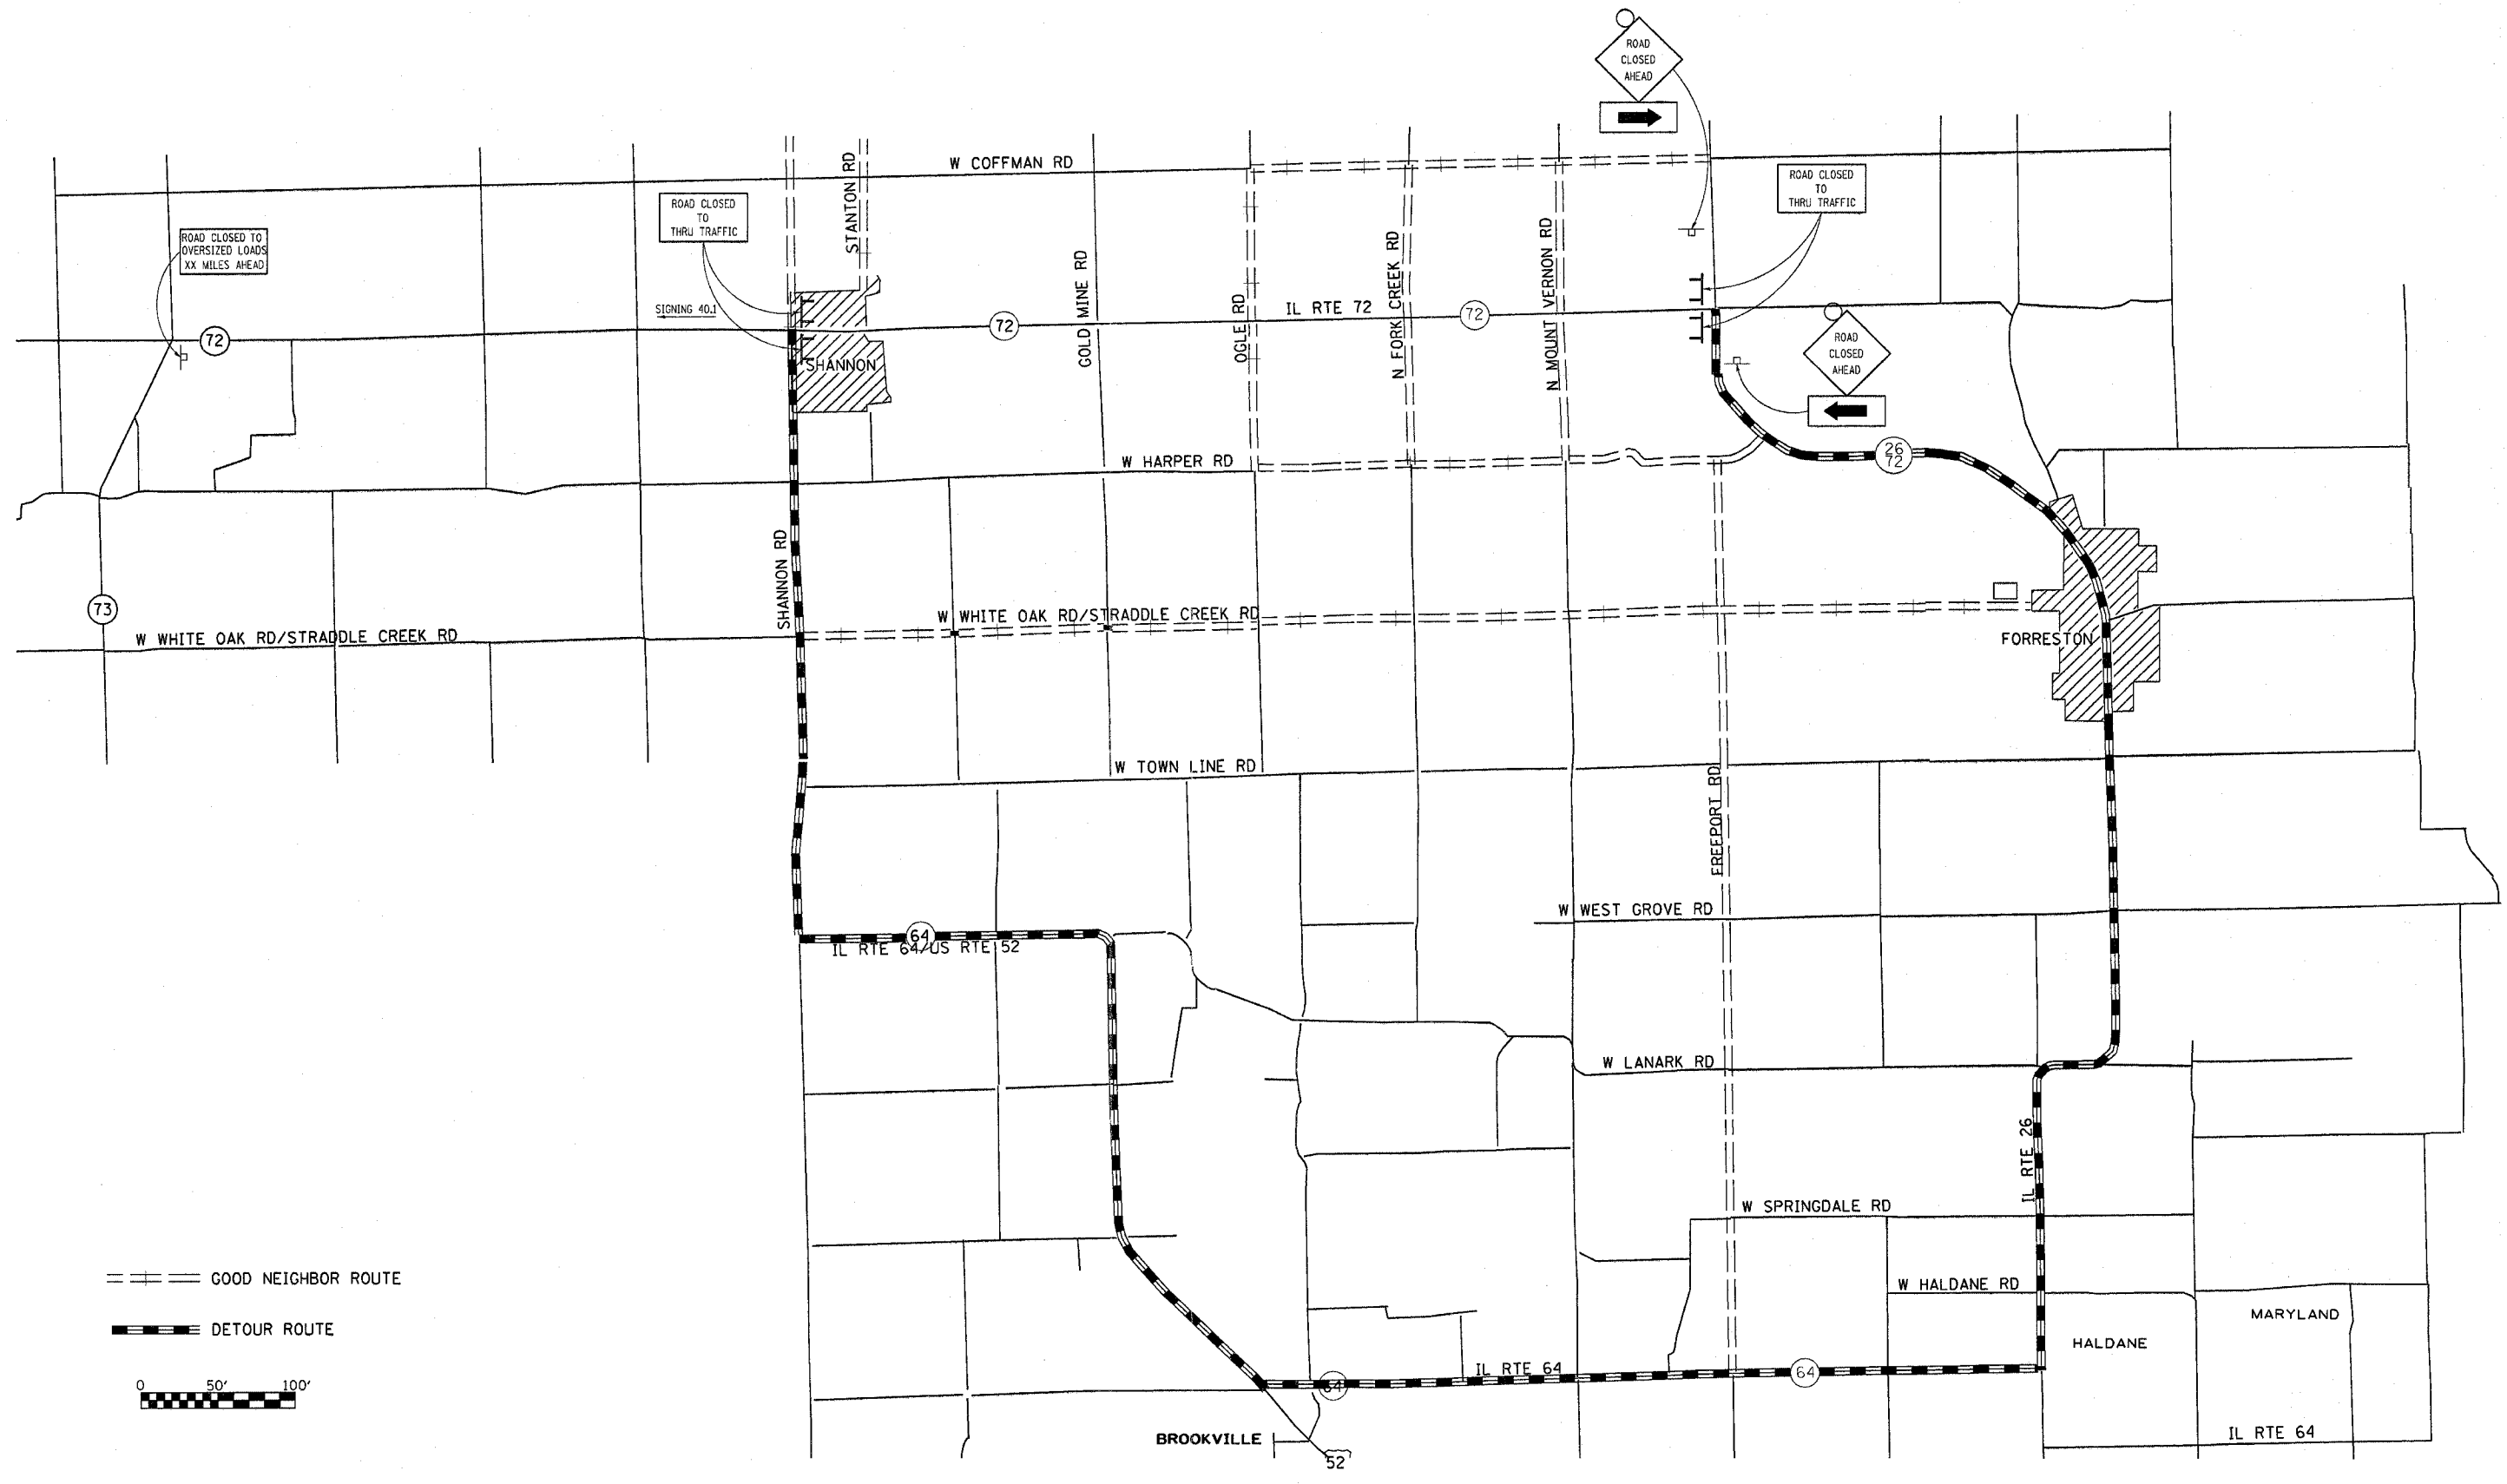 ROAD
CLOSED
AHEAD
W COFFMAN RD
STANTON RD
ROAD CLOSED
TO
THRU TRAFFIC
ROAD CLOSED
TO
THRU TRAFFIC
ROAD CLOSED TO
OVERSIZED LOADS
XX MILES AHEAD
SIGNING 40.1
GOLD MINE RD
OGLE RD
N FORK CREEK RD
N MOUNT VERNON RD
IL RTE 72
72
72
72
ROAD
CLOSED
AHEAD
SHANNON
W HARPER RD
26
72
SHANNON RD
73
W WHITE OAK RD/STRADDLE CREEK RD
W WHITE OAK RD/STRADDLE CREEK RD
FORRESTON
W TOWN LINE RD
FREEPORT RD
W WEST GROVE RD
64
IL RTE 64/US RTE 52
W LANARK RD
IL RTE 26
W SPRINGDALE RD
GOOD NEIGHBOR ROUTE
W HALDANE RD
MARYLAND
DETOUR ROUTE
HALDANE
IL RTE 64
64
64
0 50' 100'
BROOKVILLE
52
IL RTE 64